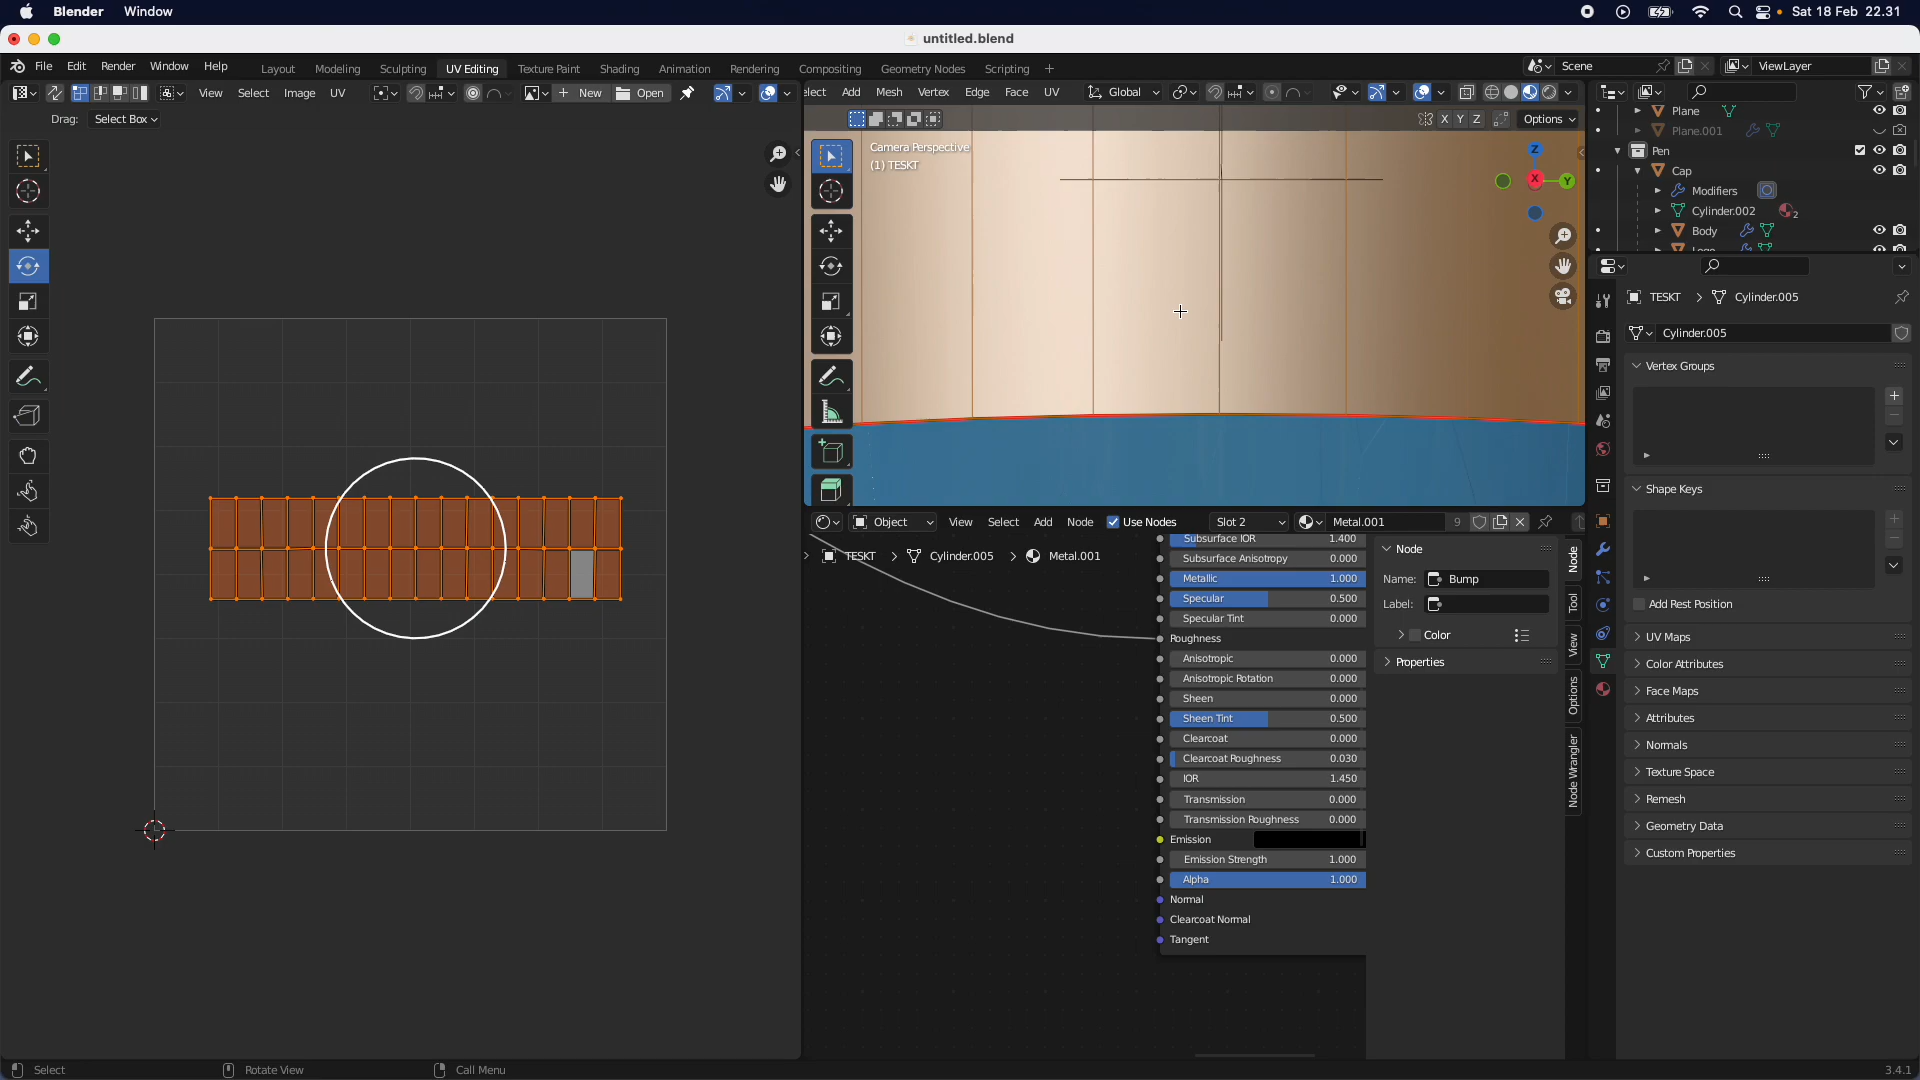 Blender Window Sat 18 Feb 22.31
untitled.blend
File Edit Render Window Help Layout Modeling Sculpting UV Editing Texture Paint Shading Animation Rendering Compositing Geometry Nodes Scripting + Scene ViewLayer
View Select Image UV + New Open elect Add Mesh Vertex Edge Face UV Global
Drag: Select Box
X Y Z Options
Plane
Plane.001
Pen
Cap
Modifiers
Cylinder.002 2
Body
Camera Perspective
(1) TESKT
Z
X
Y
TESKT > Cylinder.005
Cylinder.005
Vertex Groups
Shape Keys
Add Rest Position
UV Maps
Color Attributes
Face Maps
Attributes
Normals
Texture Space
Remesh
Geometry Data
Custom Properties
Object View Select Add Node Use Nodes Slot 2 Metal.001 9
TESKT > Cylinder.005 > Metal.001
Subsurface IOR 1.400
Subsurface Anisotropy 0.000
Metallic 1.000
Specular 0.500
Specular Tint 0.000
Roughness
Anisotropic 0.000
Anisotropic Rotation 0.000
Sheen 0.000
Sheen Tint 0.500
Clearcoat 0.000
Clearcoat Roughness 0.030
IOR 1.450
Transmission 0.000
Transmission Roughness 0.000
Emission
Emission Strength 1.000
Alpha 1.000
Normal
Clearcoat Normal
Tangent
Node
Name: Bump
Label:
Color
Properties
Node
Tool
View
Options
Node Wrangler
Select Rotate View Call Menu 3.4.1